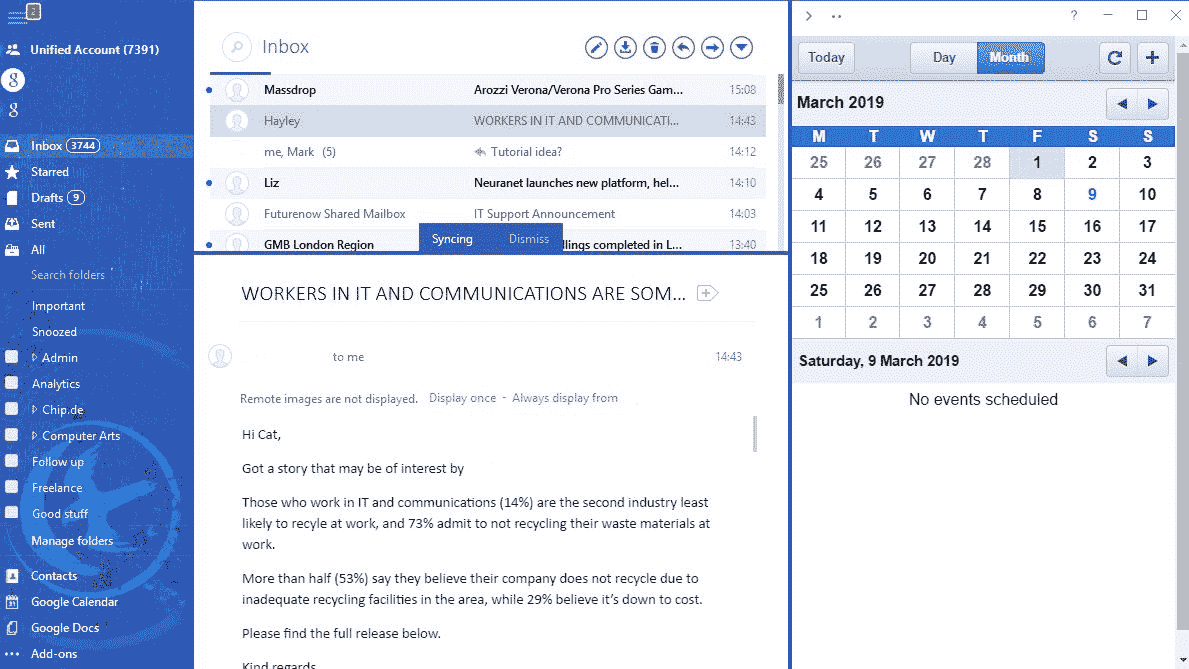 2
Unified Account (7391)
8
8
Inbox 3744
Starred
Drafts 9
Sent
All
Search folders
Important
Snoozed
Admin
Analytics
Chip.de
Computer Arts
Follow up
Freelance
Good stuff
Manage folders
Contacts
Google Calendar
31
Google Docs
Add-ons
Inbox
Massdrop Arozzi Verona/Verona Pro Series Gam... 15:08
Hayley WORKERS IN IT AND COMMUNICATI... 14:43
me, Mark (5) Tutorial idea? 14:12
Liz Neuranet launches new platform, hel... 14:10
Futurenow Shared Mailbox IT Support Announcement 14:03
GMB London Region llings completed in L... 13:40
Syncing Dismiss
WORKERS IN IT AND COMMUNICATIONS ARE SOM...
to me 14:43
Remote images are not displayed. Display once - Always display from
Hi Cat,
Got a story that may be of interest by
Those who work in IT and communications (14%) are the second industry least
likely to recyle at work, and 73% admit to not recycling their waste materials at
work.
More than half (53%) say they believe their company does not recycle due to
inadequate recycling facilities in the area, while 29% believe it's down to cost.
Please find the full release below.
Kind regards
?
Today Day Month
March 2019
M T W T F S S
25 26 27 28 1 2 3
4 5 6 7 8 9 10
11 12 13 14 15 16 17
18 19 20 21 22 23 24
25 26 27 28 29 30 31
1 2 3 4 5 6 7
Saturday, 9 March 2019
No events scheduled